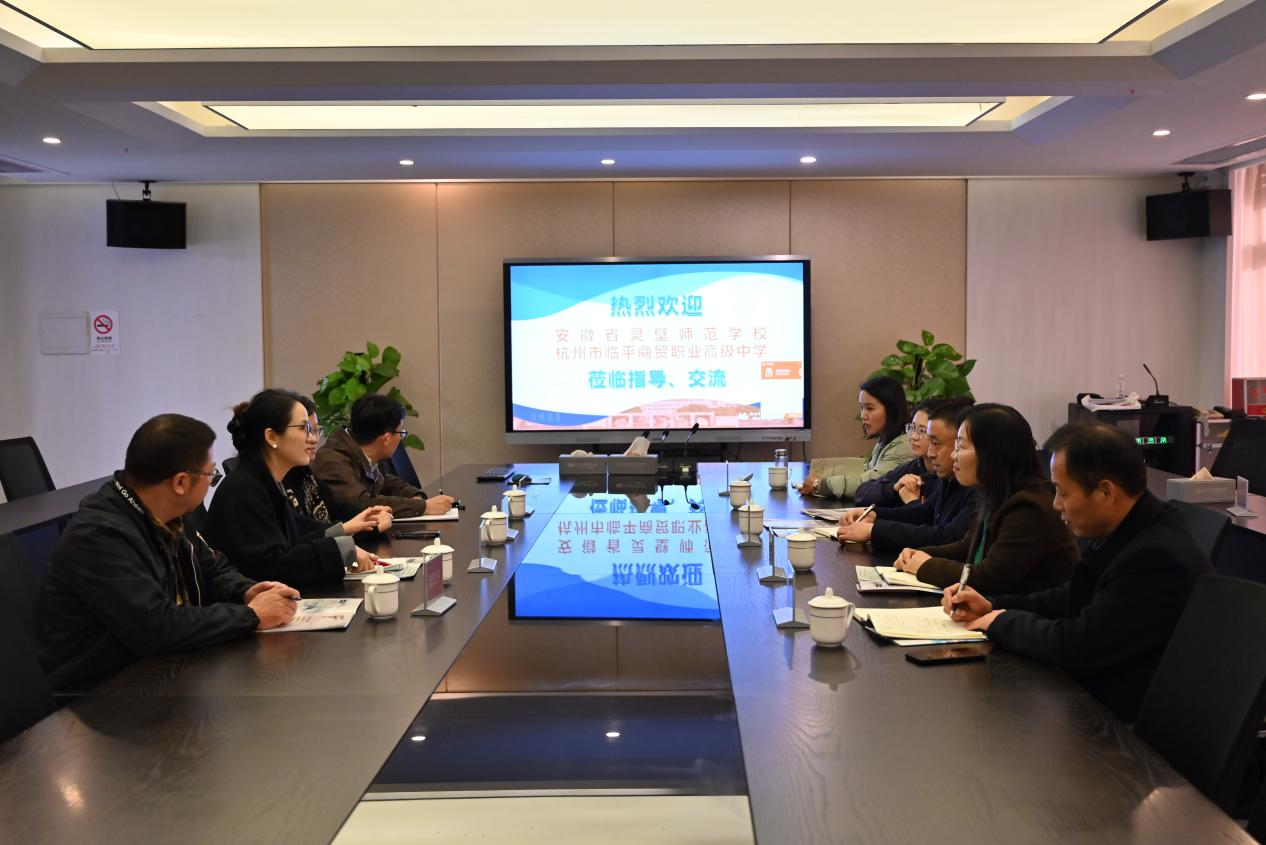 热烈欢迎
安徽省灵璧师范学校
杭州市临平商贸职业高级中学
莅临指导、交流